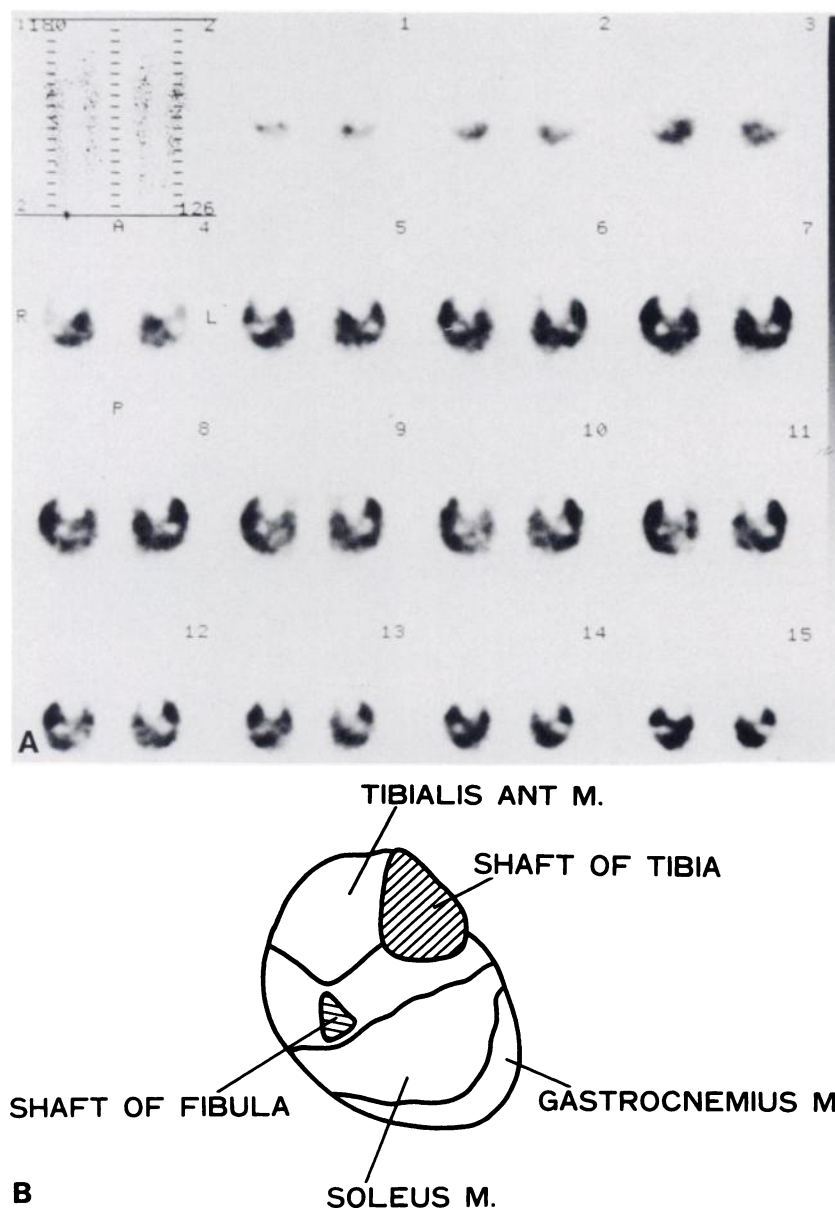 1180 Z 1 2 3
2 126
A 4 5 6 7
R L
P
8 9 10 11
12 13 14 15
A
TIBIALIS ANT M.
SHAFT OF TIBIA
SHAFT OF FIBULA
GASTROCNEMIUS M
B
SOLEUS M.